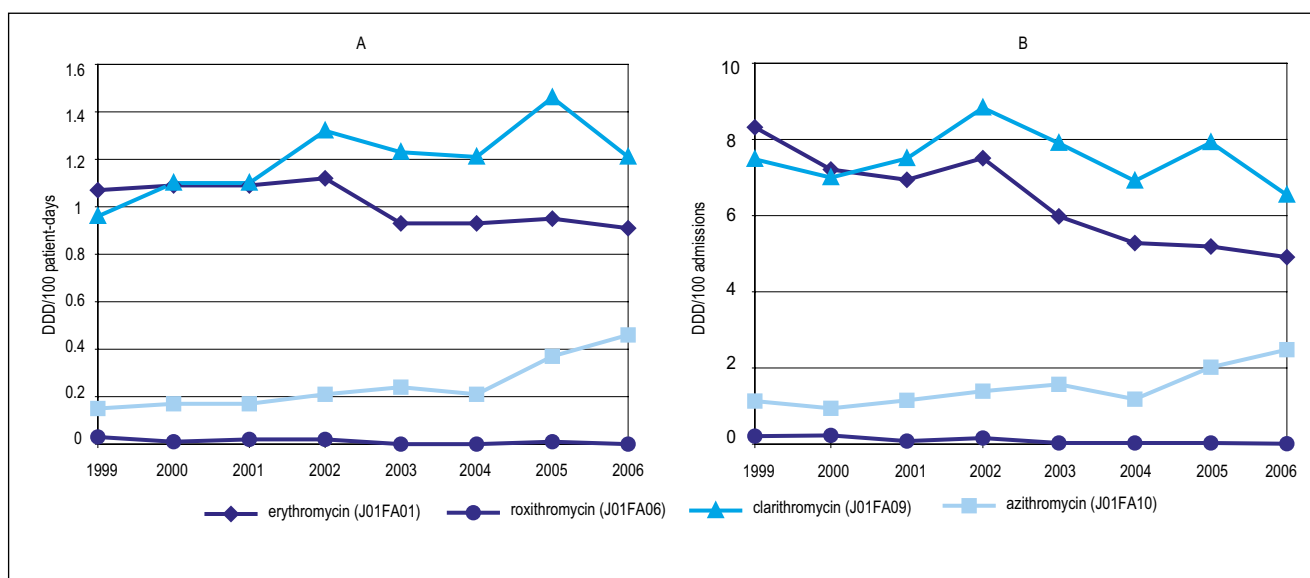 A
DDD/100 patient-days
1.6
1.4
1.2
1
0.8
0.6
0.4
0.2
0
1999 2000 2001 2002 2003 2004 2005 2006
B
DDD/100 admissions
10
8
6
4
2
0
1999 2000 2001 2002 2003 2004 2005 2006
erythromycin (J01FA01) roxithromycin (J01FA06) clarithromycin (J01FA09) azithromycin (J01FA10)